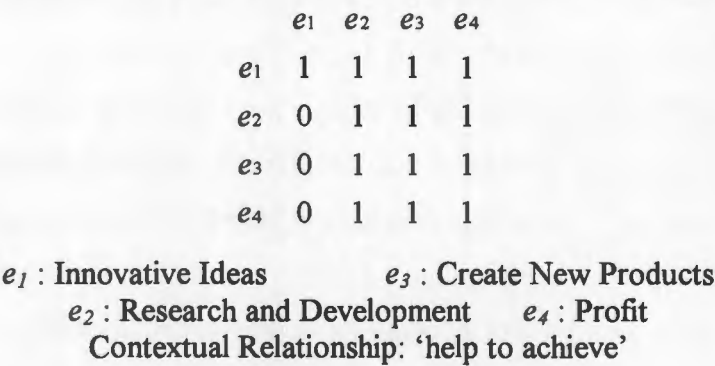 e1 e2 e3 e4
e1 1 1 1 1
e2 0 1 1 1
e3 0 1 1 1
e4 0 1 1 1
e1 : Innovative Ideas e3 : Create New Products
e2 : Research and Development e4 : Profit
Contextual Relationship: ‘help to achieve’